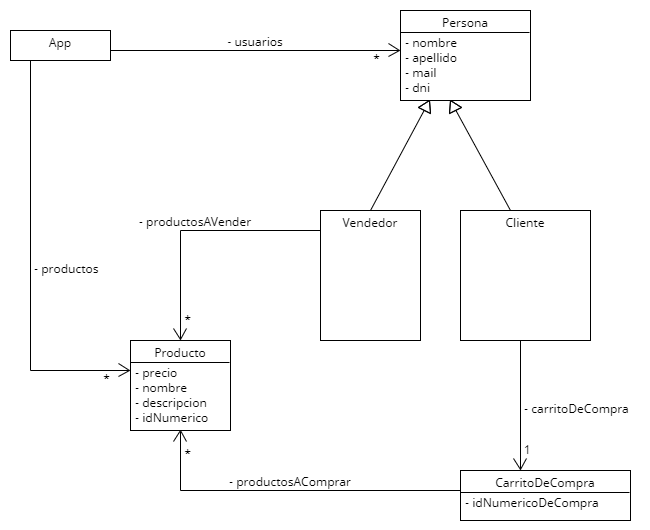 Persona
App
- usuarios
*
- nombre
- apellido
- mail
- dni
- productosAVender
Vendedor
Cliente
- productos
*
Producto
*
- precio
- nombre
- descripcion
- idNumerico
- carritoDeCompra
*
1
- productosAComprar
CarritoDeCompra
- idNumericoDeCompra